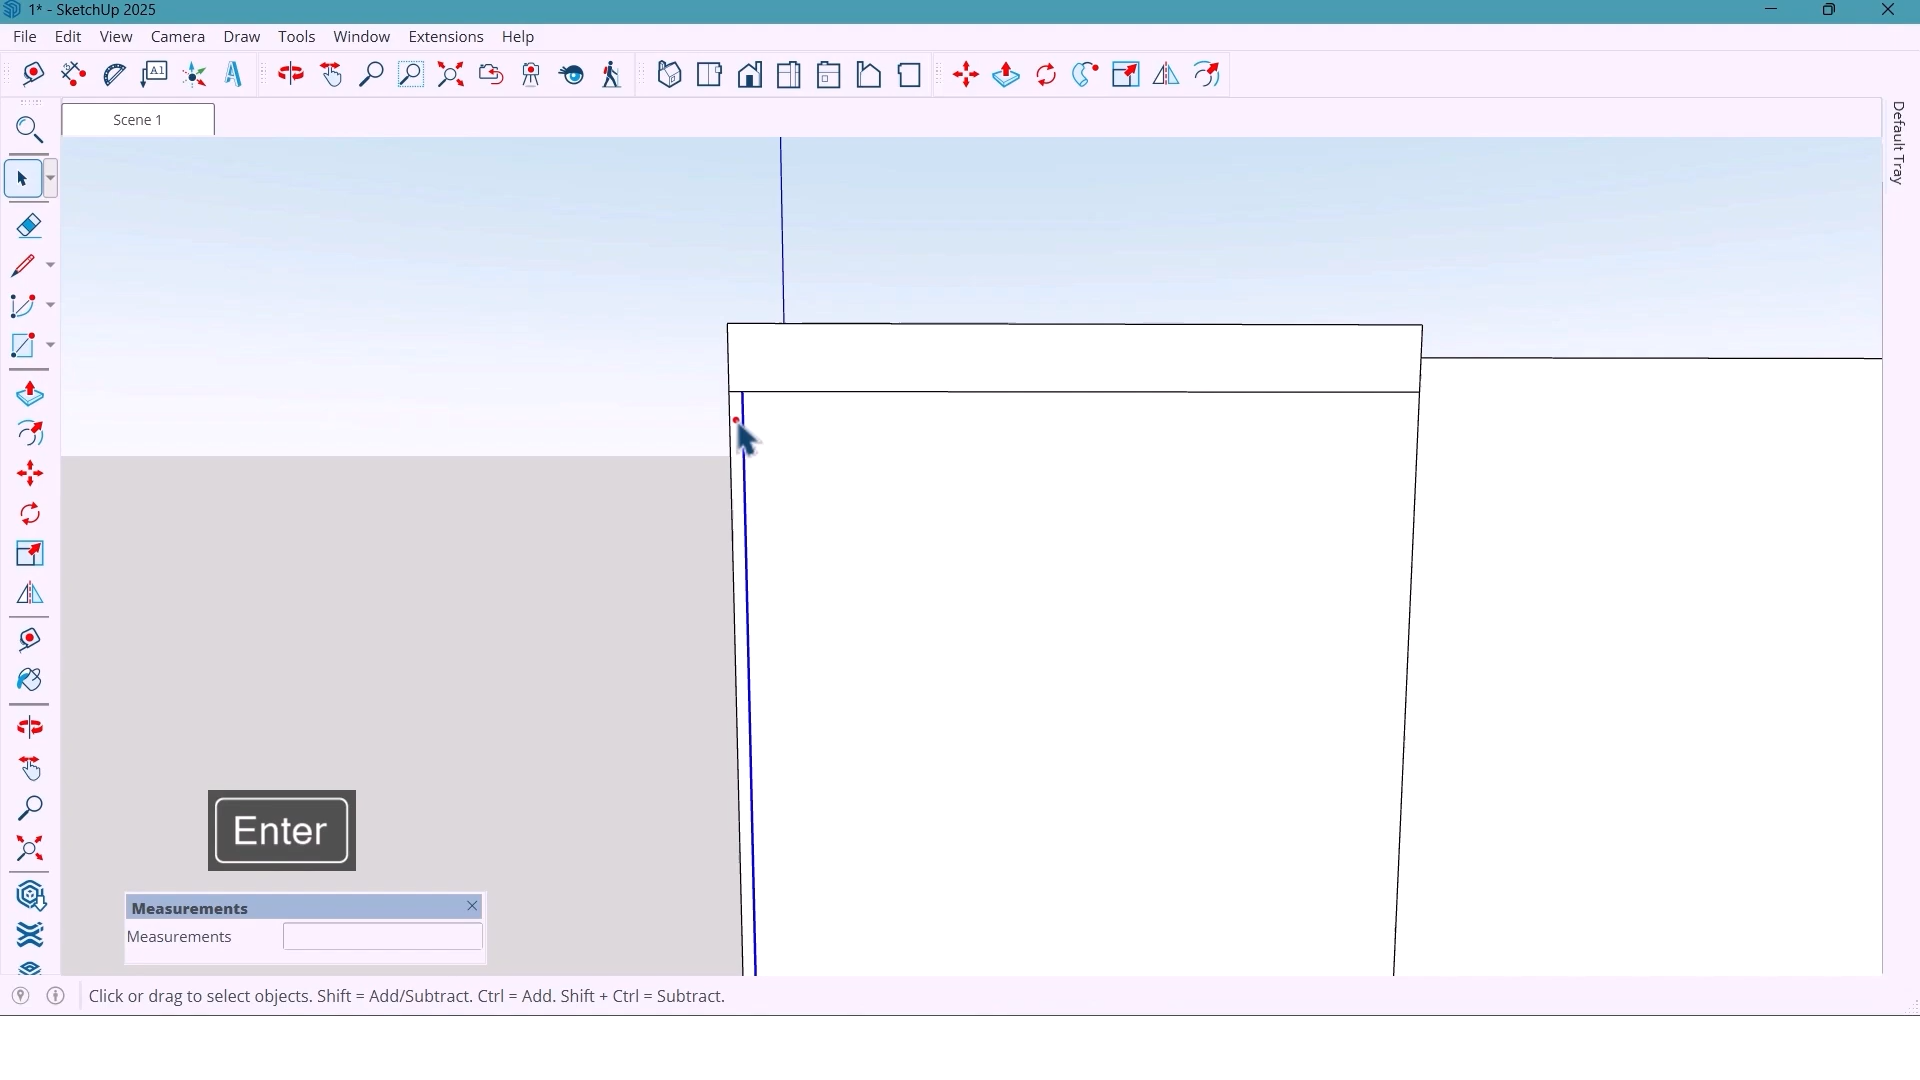 1* - SketchUp 2025
File Edit View Camera Draw Tools Window Extensions Help
A1
Scene 1
Default Tray
Enter
Measurements
Measurements
Click or drag to select objects. Shift = Add/Subtract. Ctrl = Add. Shift + Ctrl = Subtract.